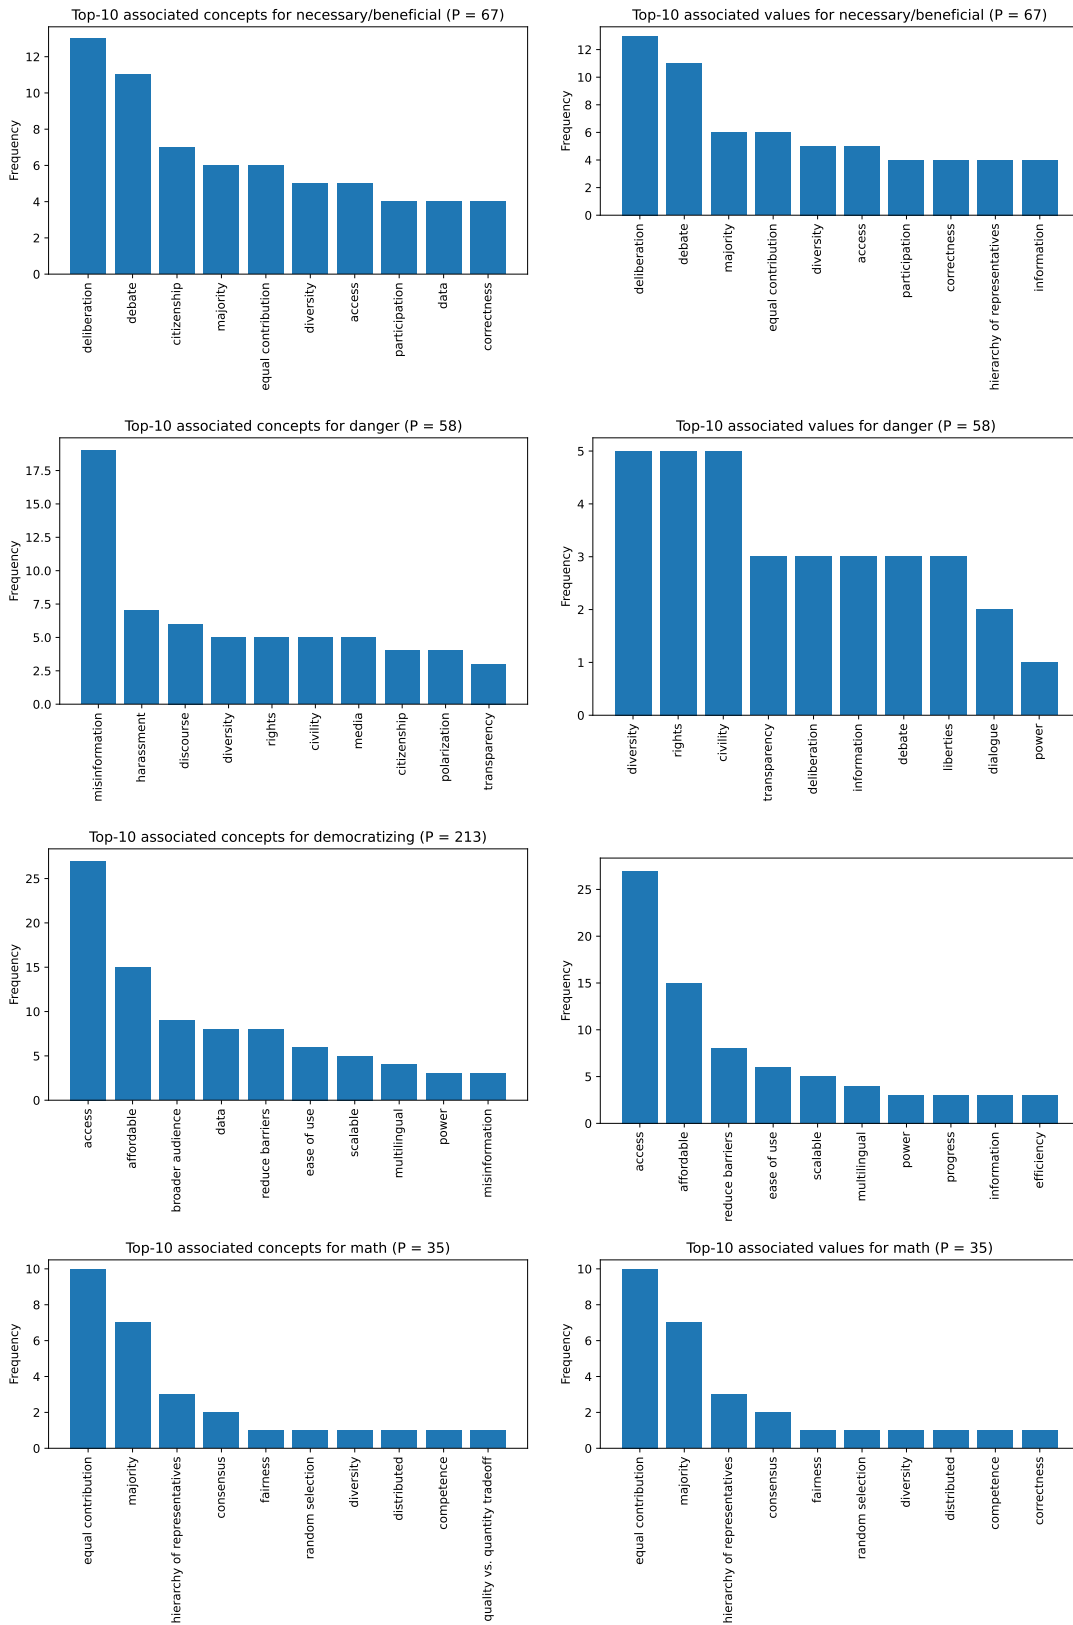 Top-10 associated concepts for necessary/beneficial (P = 67)
Frequency
12
10
8
6
4
2
0
deliberation
debate
citizenship
majority
equal contribution
diversity
access
participation
data
correctness
Top-10 associated values for necessary/beneficial (P = 67)
Frequency
12
10
8
6
4
2
0
deliberation
debate
majority
equal contribution
diversity
access
participation
correctness
hierarchy of representatives
information
Top-10 associated concepts for danger (P = 58)
Frequency
17.5
15.0
12.5
10.0
7.5
5.0
2.5
0.0
misinformation
harassment
discourse
diversity
rights
civility
media
citizenship
polarization
transparency
Top-10 associated values for danger (P = 58)
Frequency
5
4
3
2
1
0
diversity
rights
civility
transparency
deliberation
information
debate
liberties
dialogue
power
Top-10 associated concepts for democratizing (P = 213)
Frequency
25
20
15
10
5
0
access
affordable
broader audience
data
reduce barriers
ease of use
scalable
multilingual
power
misinformation
Frequency
25
20
15
10
5
0
access
affordable
reduce barriers
ease of use
scalable
multilingual
power
progress
information
efficiency
Top-10 associated concepts for math (P = 35)
Frequency
10
8
6
4
2
0
equal contribution
majority
hierarchy of representatives
consensus
fairness
random selection
diversity
distributed
competence
quality vs. quantity tradeoff
Top-10 associated values for math (P = 35)
Frequency
10
8
6
4
2
0
equal contribution
majority
hierarchy of representatives
consensus
fairness
random selection
diversity
distributed
competence
correctness